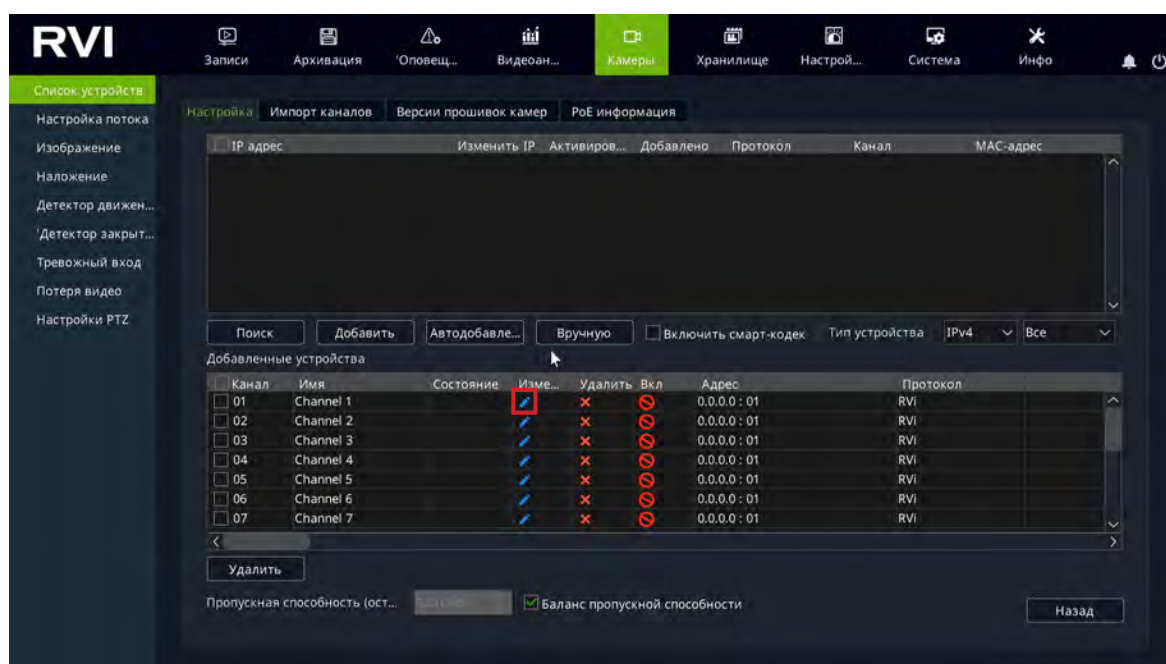 RVI
Записи Архивация 'Оповещ... Видеоан... Камеры Хранилище Настрой... Система Инфо
Список устройств
Настройка потока
Изображение
Наложение
Детектор движен...
'Детектор закрыт...
Тревожный вход
Потеря видео
Настройки PTZ
Настройка Импорт каналов Версии прошивок камер PoE информация
IP адрес Изменить IP Активиров... Добавлено Протокол Канал MAC-адрес
Поиск Добавить Автодобавле... Вручную Включить смарт-кодек Тип устройства IPv4 Все
Добавленные устройства
Канал Имя Состояние Изме... Удалить Вкл Адрес Протокол
01 Channel 1 0.0.0.0 : 01 RVi
02 Channel 2 0.0.0.0 : 01 RVi
03 Channel 3 0.0.0.0 : 01 RVi
04 Channel 4 0.0.0.0 : 01 RVi
05 Channel 5 0.0.0.0 : 01 RVi
06 Channel 6 0.0.0.0 : 01 RVi
07 Channel 7 0.0.0.0 : 01 RVi
Удалить
Пропускная способность (ост... Баланс пропускной способности
Назад